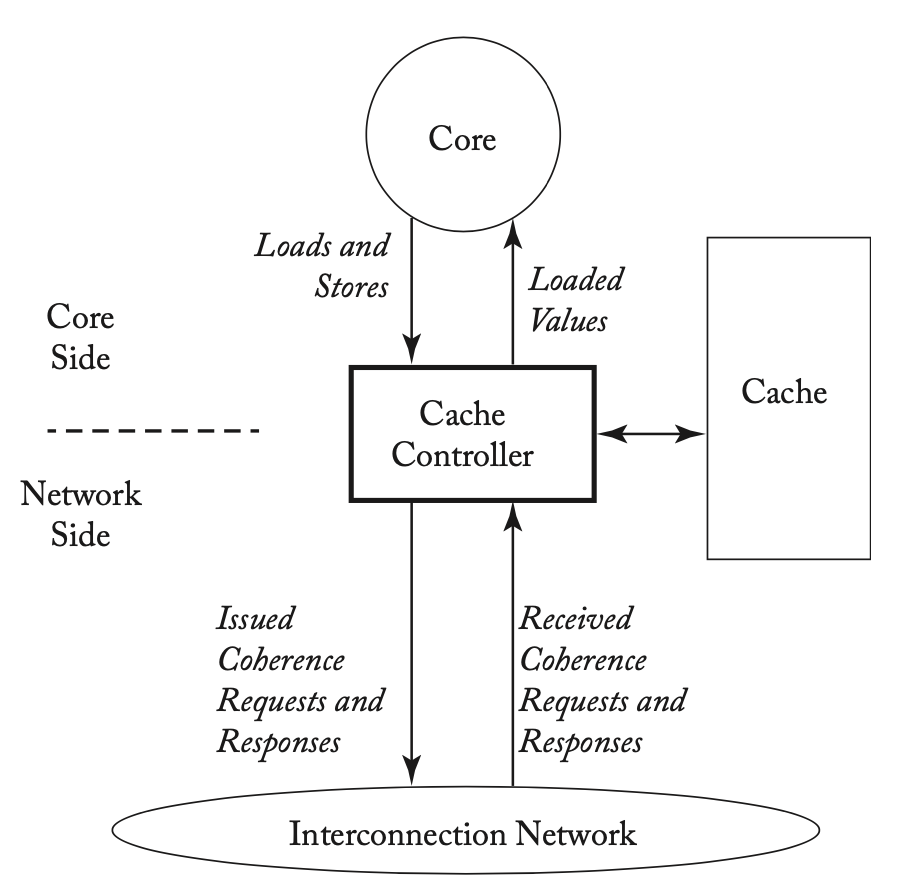 Core
Loads and
Stores
Loaded
Values
Core
Side
Cache
Controller
Cache
Network
Side
Issued
Coherence
Requests and
Responses
Received
Coherence
Requests and
Responses
Interconnection Network